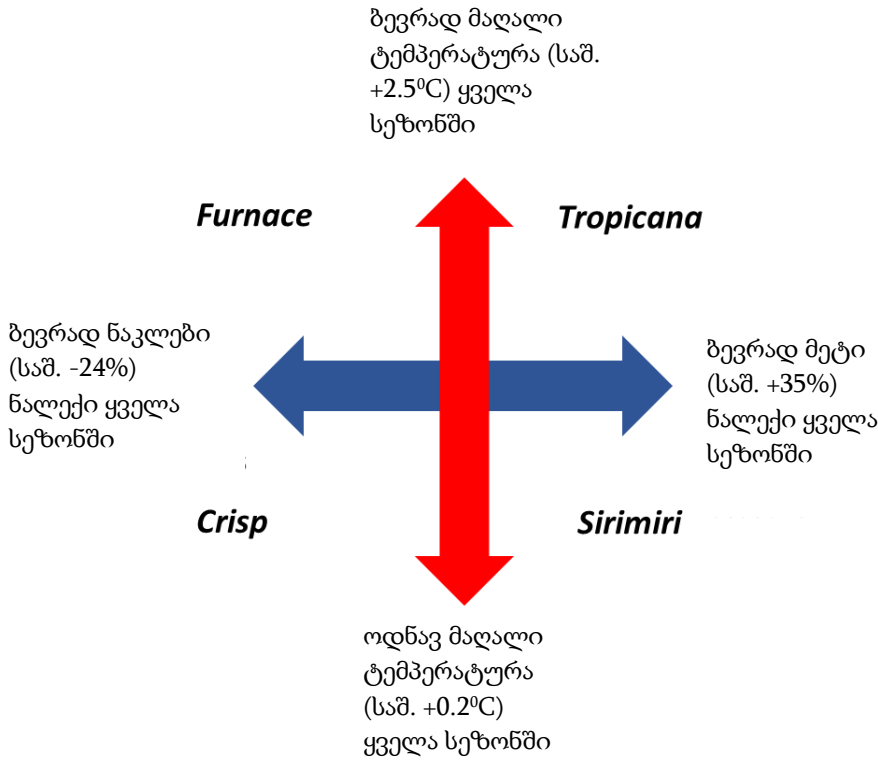 ბევრად მაღალი
ტემპერატურა (საშ.
+2.5⁰C) ყველა
სეზონში
Furnace
Tropicana
ბევრად ნაკლები
(საშ. -24%)
ნალექი ყველა
სეზონში
ბევრად მეტი
(საშ. +35%)
ნალექი ყველა
სეზონში
Crisp
Sirimiri
ოდნავ მაღალი
ტემპერატურა
(საშ. +0.2⁰C)
ყველა სეზონში